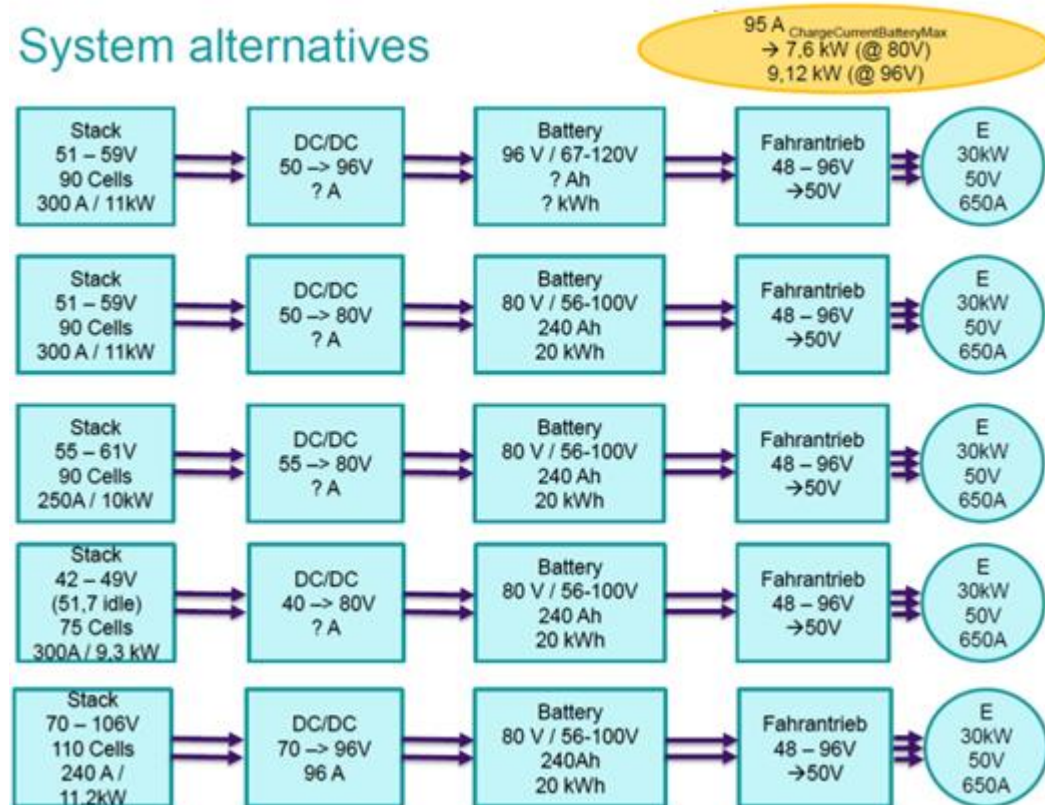 System alternatives
95 A ChargeCurrentBatteryMax
→ 7,6 kW (@ 80V)
9,12 kW (@ 96V)
Stack
51 – 59V
90 Cells
300 A / 11kW
DC/DC
50 –> 96V
? A
Battery
96 V / 67-120V
? Ah
? kWh
Fahrantrieb
48 – 96V
→50V
E
30kW
50V
650A
Stack
51 – 59V
90 Cells
300 A / 11kW
DC/DC
50 –> 80V
? A
Battery
80 V / 56-100V
240 Ah
20 kWh
Fahrantrieb
48 – 96V
→50V
E
30kW
50V
650A
Stack
55 – 61V
90 Cells
250A / 10kW
DC/DC
55 –> 80V
? A
Battery
80 V / 56-100V
240 Ah
20 kWh
Fahrantrieb
48 – 96V
→50V
E
30kW
50V
650A
Stack
42 – 49V
(51,7 idle)
75 Cells
300A / 9,3 kW
DC/DC
40 –> 80V
? A
Battery
80 V / 56-100V
240 Ah
20 kWh
Fahrantrieb
48 – 96V
→50V
E
30kW
50V
650A
Stack
70 – 106V
110 Cells
240 A /
11,2kW
DC/DC
70 –> 96V
96 A
Battery
80 V / 56-100V
240Ah
20 kWh
Fahrantrieb
48 – 96V
→50V
E
30kW
50V
650A